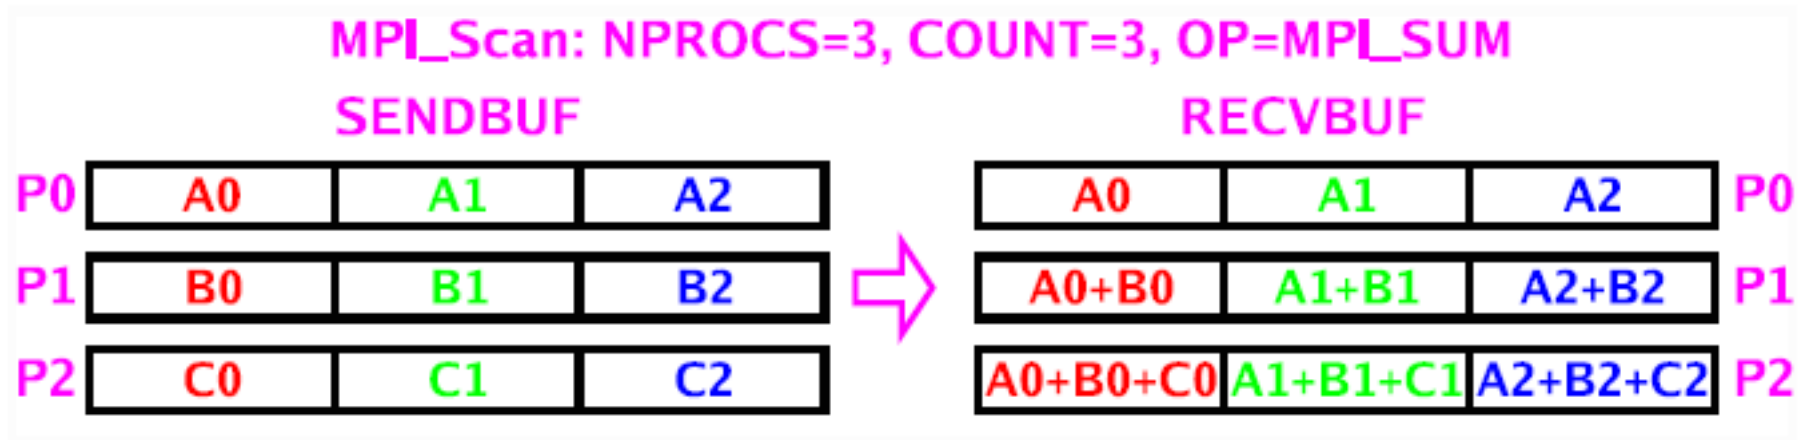 MPI_Scan: NPROCS=3, COUNT=3, OP=MPI_SUM
SENDBUF RECVBUF
P0 A0 A1 A2 A0 A1 A2 P0
P1 B0 B1 B2 A0+B0 A1+B1 A2+B2 P1
P2 C0 C1 C2 A0+B0+C0 A1+B1+C1 A2+B2+C2 P2